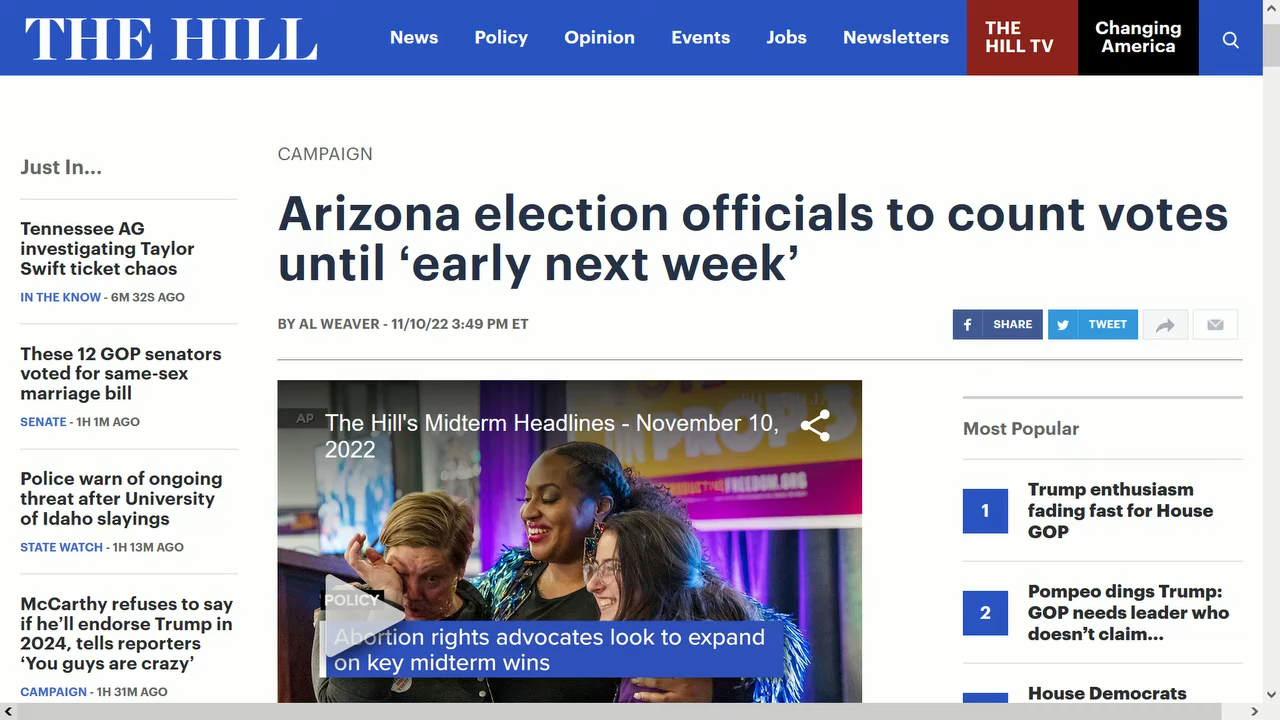 THE HILL
News Policy Opinion Events Jobs Newsletters
THE
HILL TV
Changing
America
CAMPAIGN
Arizona election officials to count votes
until ‘early next week’
BY AL WEAVER - 11/10/22 3:49 PM ET
SHARE
TWEET
Just In...
Tennessee AG
investigating Taylor
Swift ticket chaos
IN THE KNOW - 6M 32S AGO
These 12 GOP senators
voted for same-sex
marriage bill
SENATE - 1H 1M AGO
Police warn of ongoing
threat after University
of Idaho slayings
STATE WATCH - 1H 13M AGO
McCarthy refuses to say
if he’ll endorse Trump in
2024, tells reporters
‘You guys are crazy’
CAMPAIGN - 1H 31M AGO
AP
The Hill's Midterm Headlines - November 10,
2022
PROP 3
FREEDOM.ORG
POLICY
Abortion rights advocates look to expand
on key midterm wins
Most Popular
1
Trump enthusiasm
fading fast for House
GOP
2
Pompeo dings Trump:
GOP needs leader who
doesn’t claim...
House Democrats